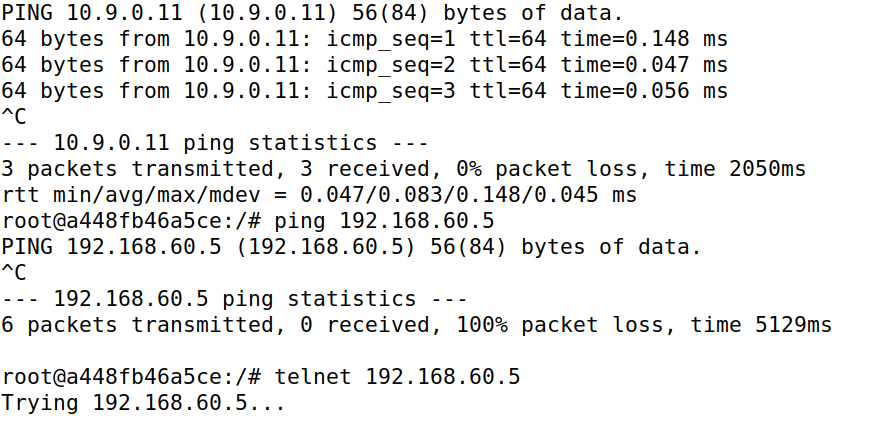 PING 10.9.0.11 (10.9.0.11) 56(84) bytes of data.
64 bytes from 10.9.0.11: icmp_seq=1 ttl=64 time=0.148 ms
64 bytes from 10.9.0.11: icmp_seq=2 ttl=64 time=0.047 ms
64 bytes from 10.9.0.11: icmp_seq=3 ttl=64 time=0.056 ms
^C
--- 10.9.0.11 ping statistics ---
3 packets transmitted, 3 received, 0% packet loss, time 2050ms
rtt min/avg/max/mdev = 0.047/0.083/0.148/0.045 ms
root@a448fb46a5ce:/# ping 192.168.60.5
PING 192.168.60.5 (192.168.60.5) 56(84) bytes of data.
^C
--- 192.168.60.5 ping statistics ---
6 packets transmitted, 0 received, 100% packet loss, time 5129ms
root@a448fb46a5ce:/# telnet 192.168.60.5
Trying 192.168.60.5...